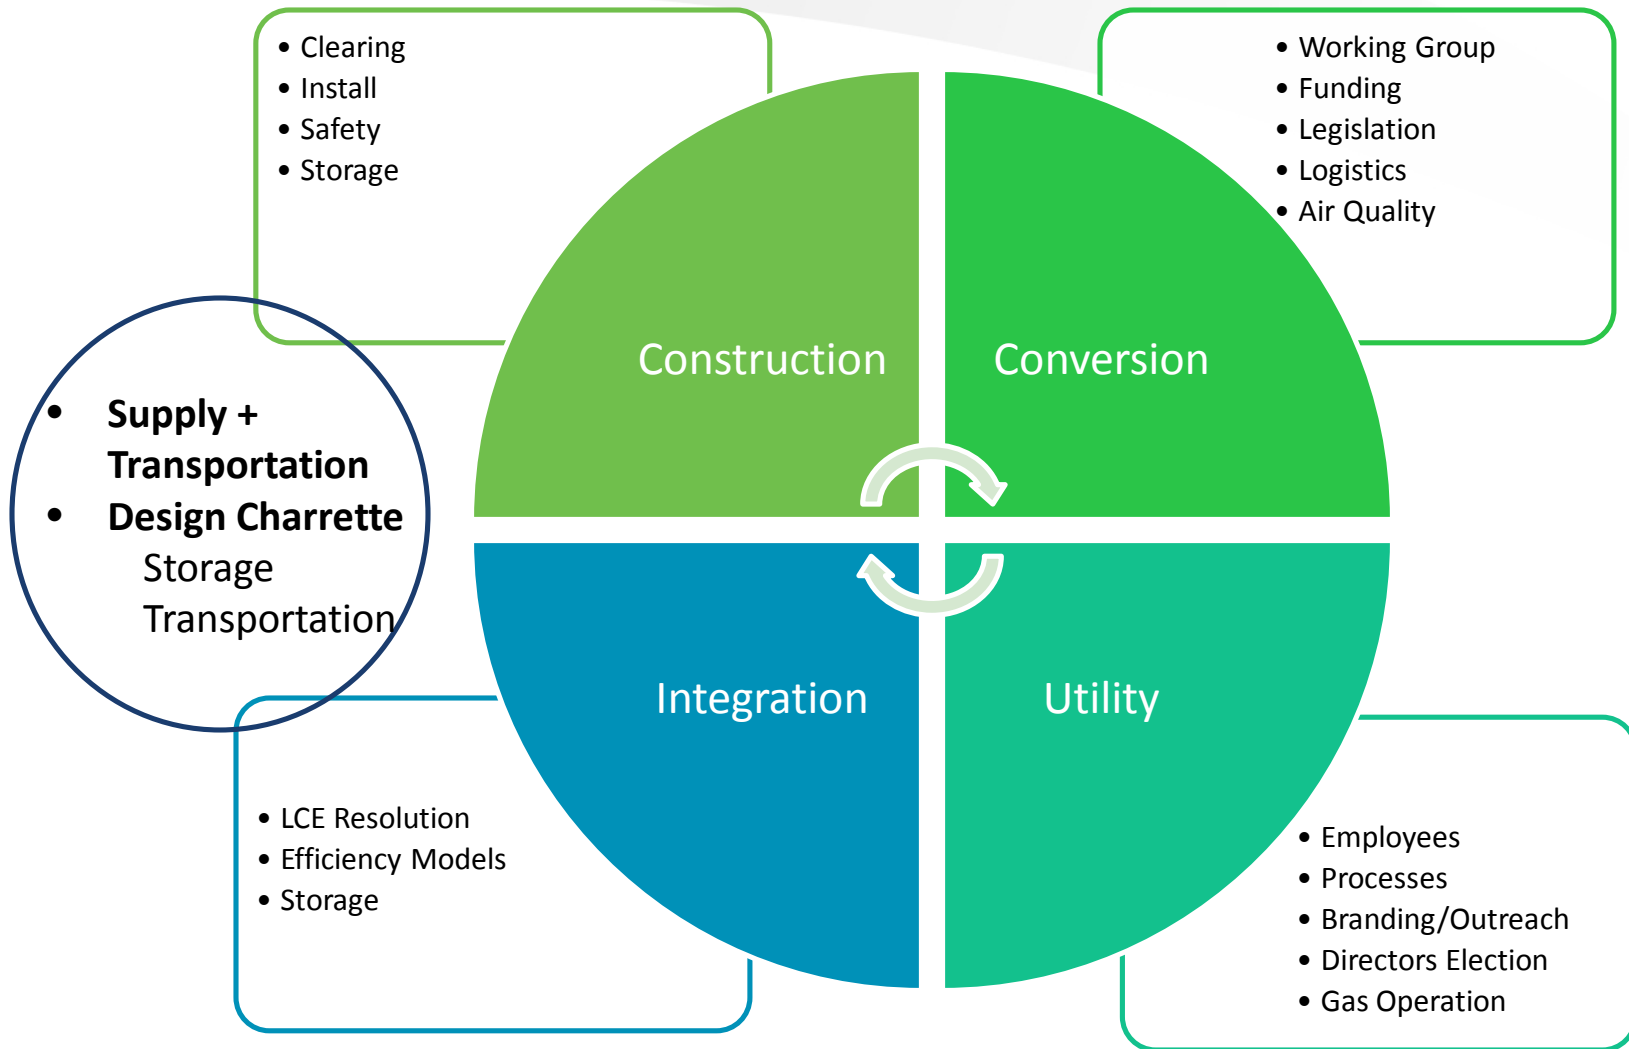 • Clearing
• Install
• Safety
• Storage
• Working Group
• Funding
• Legislation
• Logistics
• Air Quality
Construction
Conversion
• Supply +
Transportation
• Design Charrette
Storage
Transportation
Integration
Utility
• LCE Resolution
• Efficiency Models
• Storage
• Employees
• Processes
• Branding/Outreach
• Directors Election
• Gas Operation